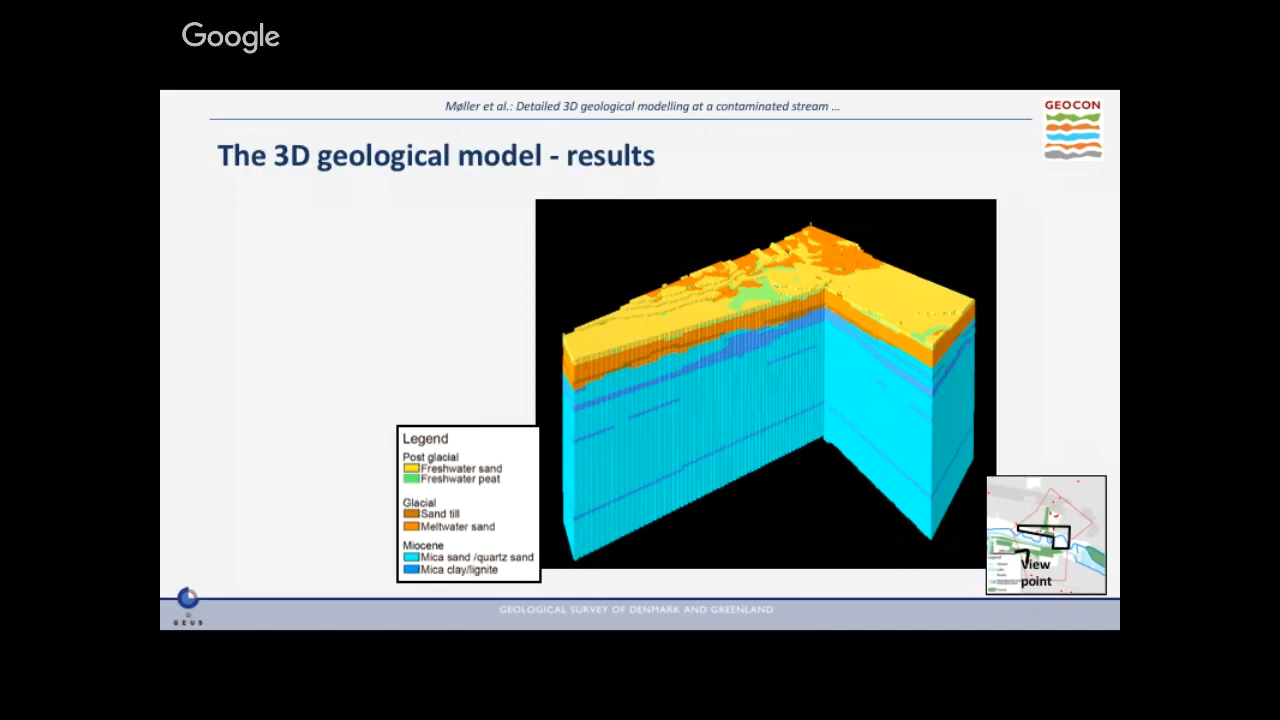 Google
Møller et al.: Detailed 3D geological modelling at a contaminated stream ...
GEOCON
The 3D geological model - results
Legend
Post glacial
Freshwater sand
Freshwater peat
Glacial
Sand till
Meltwater sand
Miocene
Mica sand /quartz sand
Mica clay/lignite
View
point
GEOLOGICAL SURVEY OF DENMARK AND GREENLAND
G E U S